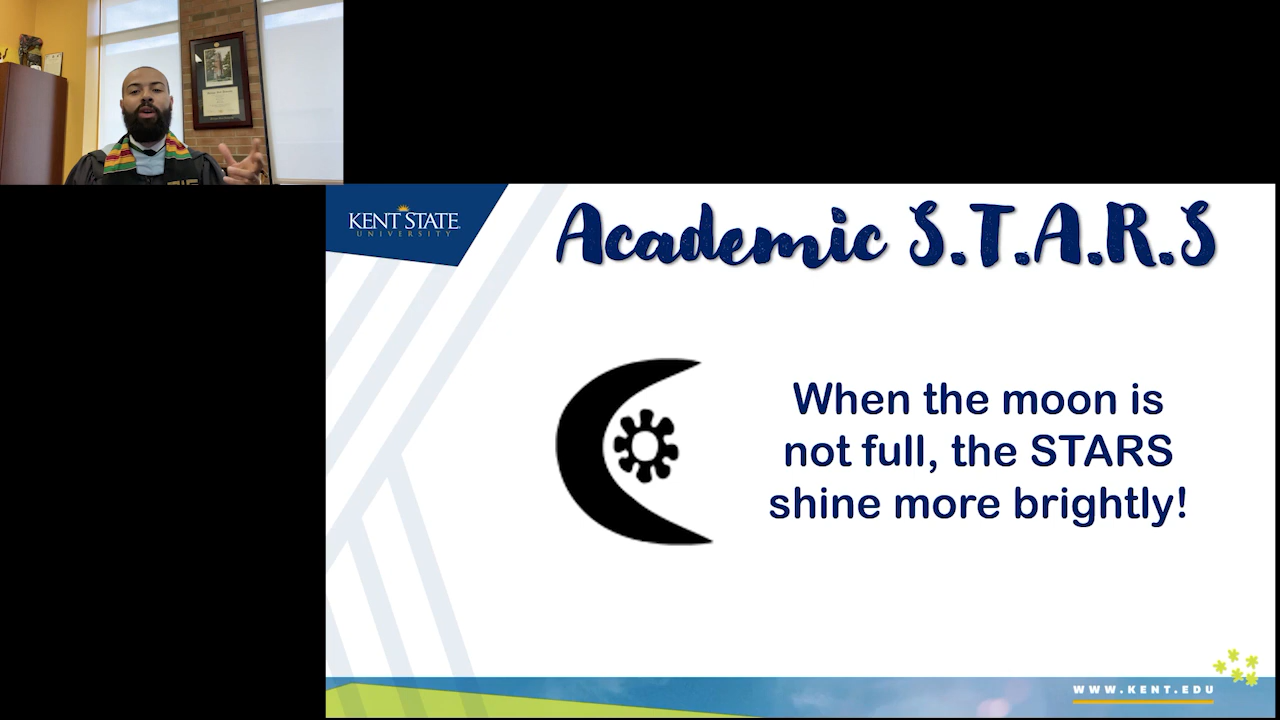 KENT STATE
UNIVERSITY
Academic S.T.A.R.S
When the moon is
not full, the STARS
shine more brightly!
WWW.KENT.EDU